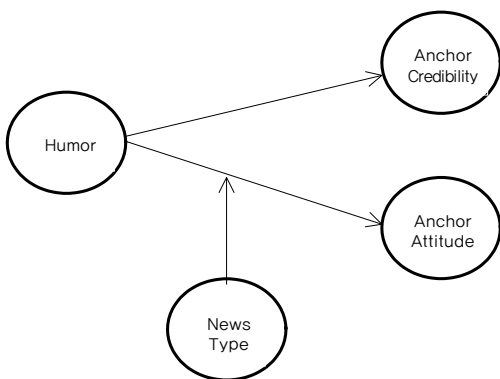 Anchor
Credibility
Humor
Anchor
Attitude
News
Type